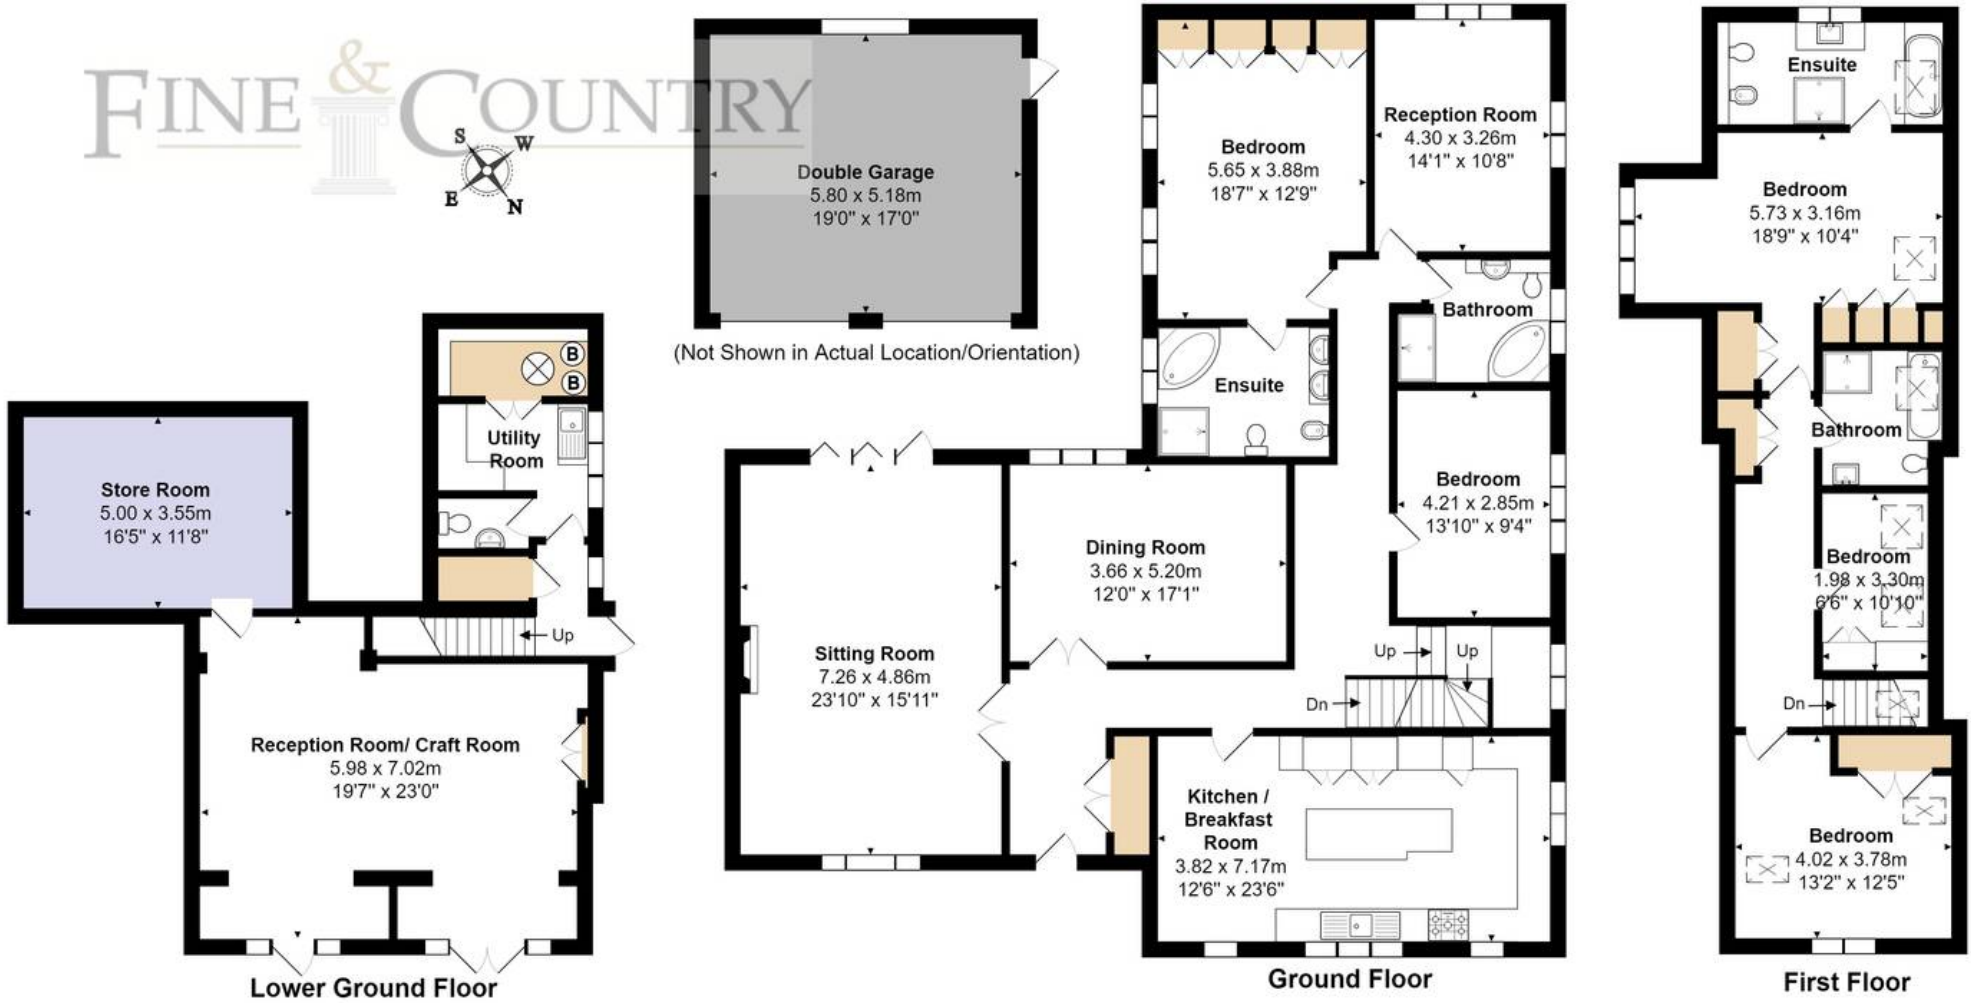 FINE & COUNTRY
S
W
E
N
Double Garage
5.80 x 5.18m
19'0" x 17'0"
(Not Shown in Actual Location/Orientation)
B
B
Utility
Room
Store Room
5.00 x 3.55m
16'5" x 11'8"
Up
Reception Room/ Craft Room
5.98 x 7.02m
19'7" x 23'0"
Lower Ground Floor
Bedroom
5.65 x 3.88m
18'7" x 12'9"
Reception Room
4.30 x 3.26m
14'1" x 10'8"
Bathroom
Ensuite
Bedroom
4.21 x 2.85m
13'10" x 9'4"
Dining Room
3.66 x 5.20m
12'0" x 17'1"
Sitting Room
7.26 x 4.86m
23'10" x 15'11"
Up
Up
Dn
Kitchen /
Breakfast
Room
3.82 x 7.17m
12'6" x 23'6"
Ground Floor
Ensuite
Bedroom
5.73 x 3.16m
18'9" x 10'4"
Bathroom
Bedroom
1.98 x 3.30m
6'6" x 10'10"
Dn
Bedroom
4.02 x 3.78m
13'2" x 12'5"
First Floor